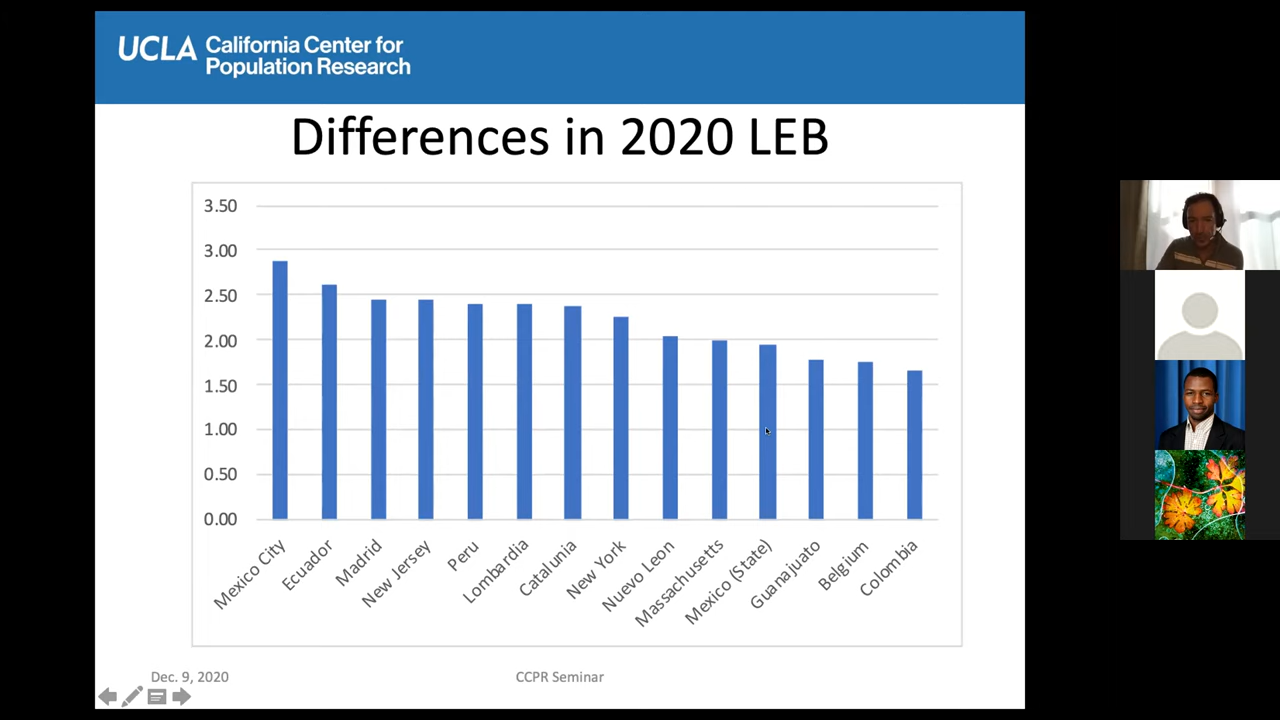 UCLA California Center for
Population Research
Differences in 2020 LEB
3.50
3.00
2.50
2.00
1.50
1.00
0.50
0.00
Mexico City
Ecuador
Madrid
New Jersey
Peru
Lombardia
Catalunia
New York
Nuevo Leon
Massachusetts
Mexico (State)
Guanajuato
Belgium
Colombia
Dec. 9, 2020
CCPR Seminar